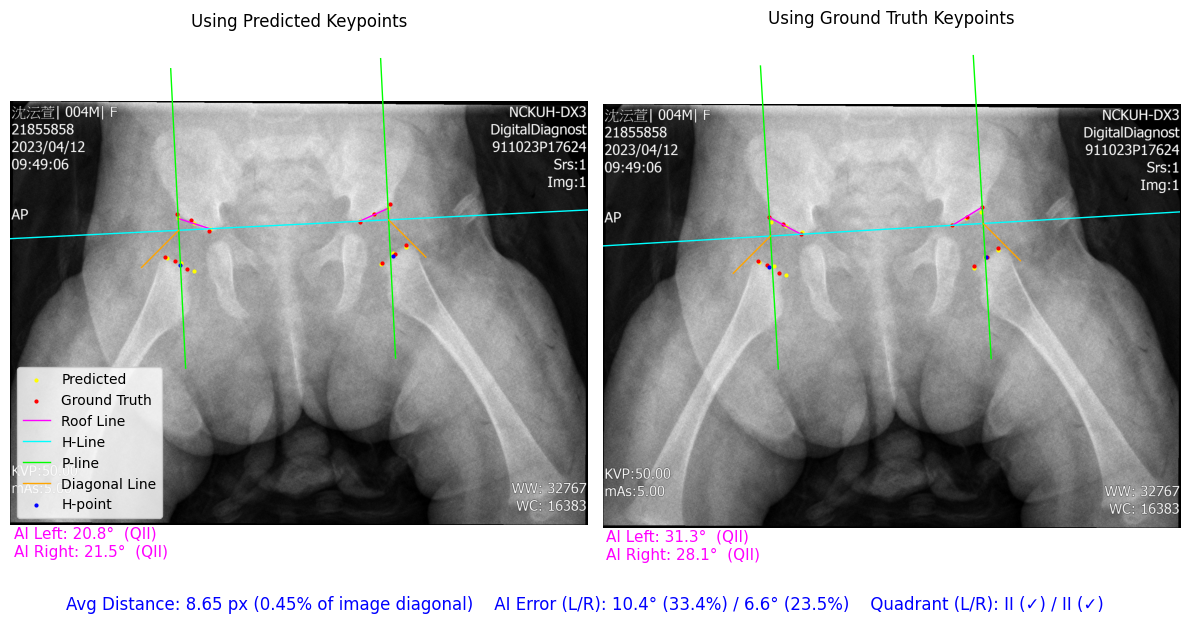 Using Predicted Keypoints
Using Ground Truth Keypoints
沈沄萱| 004M| F
21855858
2023/04/12
09:49:06
AP
NCKUH-DX3
DigitalDiagnost
911023P17624
Srs:1
Img:1
Predicted
Ground Truth
Roof Line
H-Line
P-line
Diagonal Line
H-point
KVP:50.00
mAs:5
WW: 32767
WC: 16383
AI Left: 20.8° (QII)
AI Right: 21.5° (QII)
沈沄萱| 004M| F
21855858
2023/04/12
09:49:06
AP
NCKUH-DX3
DigitalDiagnost
911023P17624
Srs:1
Img:1
KVP:50.00
mAs:5.00
WW: 32767
WC: 16383
AI Left: 31.3° (QII)
AI Right: 28.1° (QII)
Avg Distance: 8.65 px (0.45% of image diagonal) AI Error (L/R): 10.4° (33.4%) / 6.6° (23.5%) Quadrant (L/R): II (✓) / II (✓)